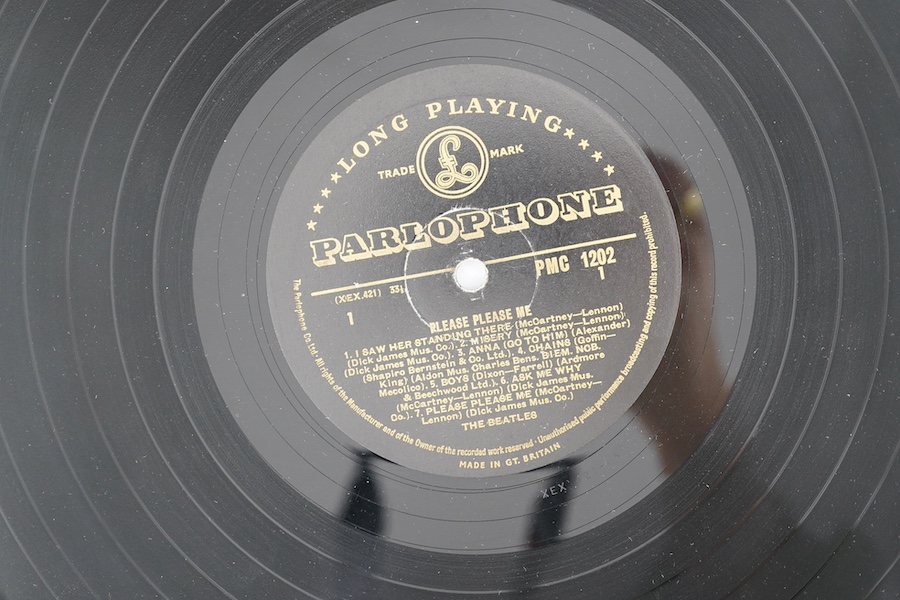 LONG PLAYING
TRADE MARK
PARLOPHONE
PMC 1202
(XEX.421) 33⅓
1
1
PLEASE PLEASE ME
1. I SAW HER STANDING THERE (McCartney—Lennon)
(Dick James Mus. Co.). 2. MISERY (McCartney—Lennon)
(Dick James Mus. Co.). 3. ANNA (GO TO HIM) (Alexander)
(Shapiro Bernstein & Co. Ltd.). 4. CHAINS (Goffin—
King) (Aldon Mus. Charles Bens. BIEM. NOB.
Mecolico). 5. BOYS (Dixon—Farrell) (Ardmore
& Beechwood Ltd.). 6. ASK ME WHY
(McCartney—Lennon) (Dick James Mus.
Co.). 7. PLEASE PLEASE ME (McCartney—
Lennon) (Dick James Mus. Co.)
THE BEATLES
The Parlophone Co. Ltd. All rights of the Manufacturer and of the Owner of the recorded work reserved · Unauthorised public performance broadcasting and copying of this record prohibited.
MADE IN GT. BRITAIN
XEX